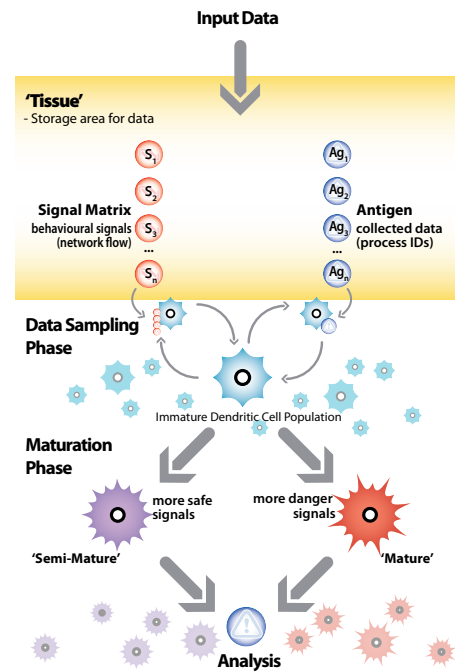 Input Data
'Tissue'
- Storage area for data
S1
Ag1
S2
Ag2
Signal Matrix
behavioural signals
(network flow)
S3
...
Sn
Ag3
...
Agn
Antigen
collected data
(process IDs)
Data Sampling
Phase
Immature Dendritic Cell Population
Maturation
Phase
more safe
signals
more danger
signals
'Semi-Mature'
'Mature'
Analysis